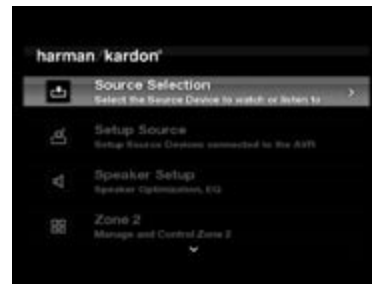 harman/kardon®
Source Selection
Select the Source Device to watch or listen to
Setup Source
Setup Source Devices connected to the AVR
Speaker Setup
Speaker Optimization, EQ
Zone 2
Manage and Control Zone 2